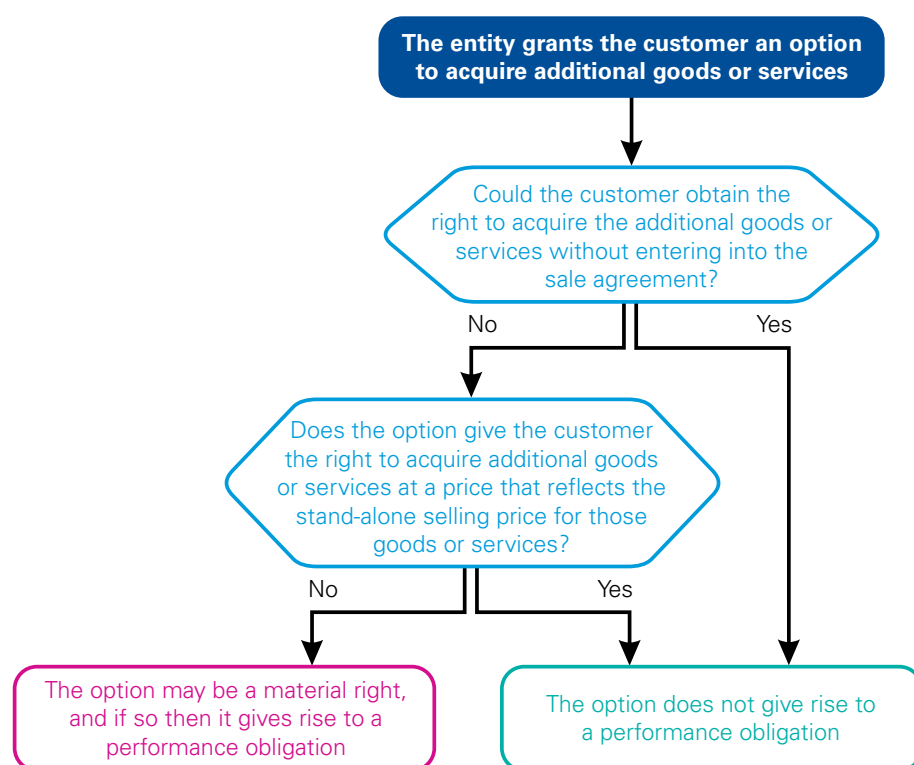 The entity grants the customer an option
to acquire additional goods or services
Could the customer obtain the
right to acquire the additional goods or
services without entering into the
sale agreement?
No
Yes
Does the option give the customer
the right to acquire additional goods
or services at a price that reflects the
stand-alone selling price for those
goods or services?
No
Yes
The option may be a material right,
and if so then it gives rise to a
performance obligation
The option does not give rise to
a performance obligation